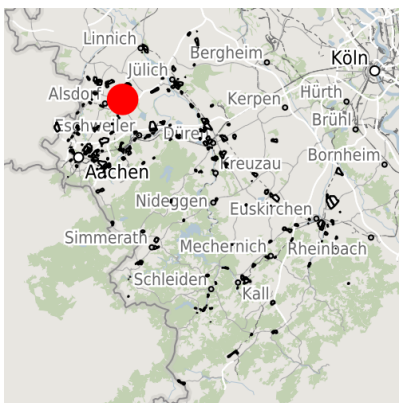 Linnich
Bergheim
Köln
Jülich
Alsdorf
Kerpen
Hürth
Eschweiler
Düren
Brühl
Bornheim
Kreuzau
Aachen
Nideggen
Euskirchen
Simmerath
Mechernich
Rheinbach
Schleiden
Kall